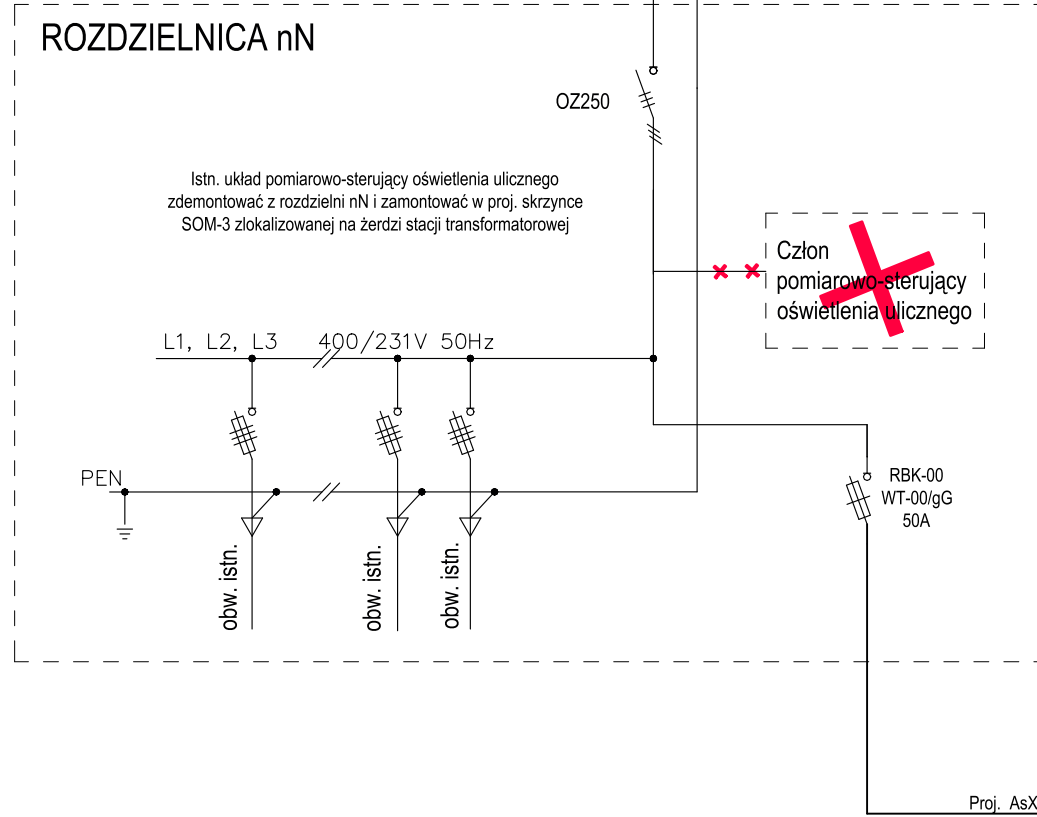 ROZDZIELNICA nN
OZ250
Istn. układ pomiarowo-sterujący oświetlenia ulicznego
zdemontować z rozdzielni nN i zamontować w proj. skrzynce
SOM-3 zlokalizowanej na żerdzi stacji transformatorowej
Człon
pomiarowo-sterujący
oświetlenia ulicznego
L1, L2, L3
400/231V 50Hz
PEN
RBK-00
WT-00/gG
50A
obw. istn.
obw. istn.
obw. istn.
Proj. AsX